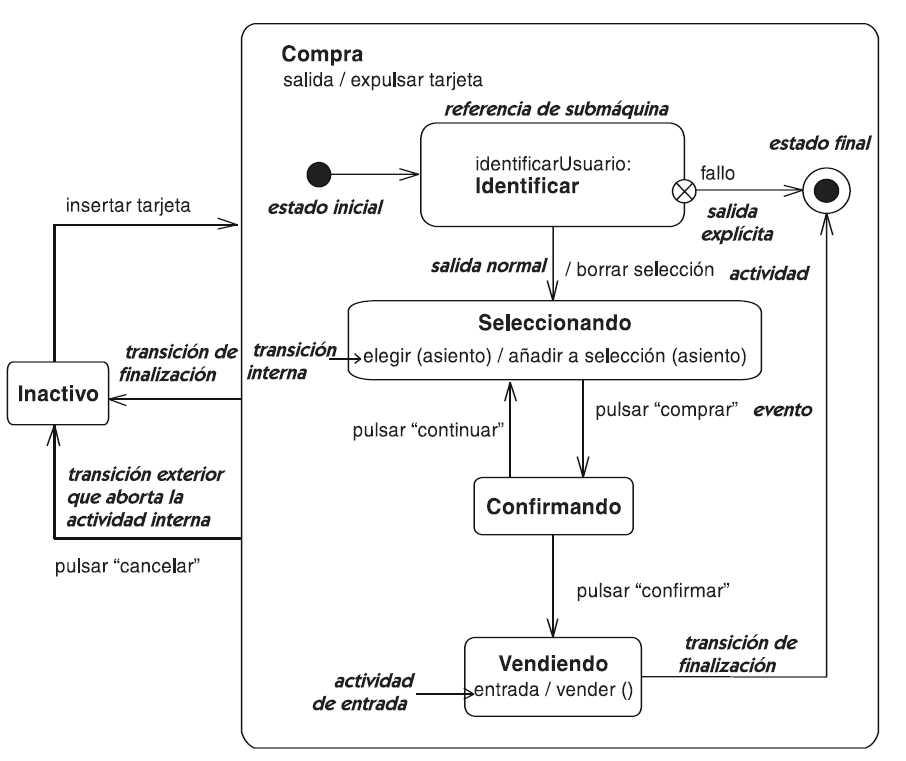 Compra
salida / expulsar tarjeta
referencia de submáquina
estado final
identificarUsuario:
Identificar
fallo
insertar tarjeta
estado inicial
salida
explícita
salida normal
/ borrar selección
actividad
Seleccionando
transición de
finalización
transición
interna
elegir (asiento) / añadir a selección (asiento)
Inactivo
pulsar “comprar”
evento
pulsar “continuar”
transición exterior
que aborta la
actividad interna
Confirmando
pulsar “cancelar”
pulsar “confirmar”
transición de
finalización
Vendiendo
entrada / vender ()
actividad
de entrada